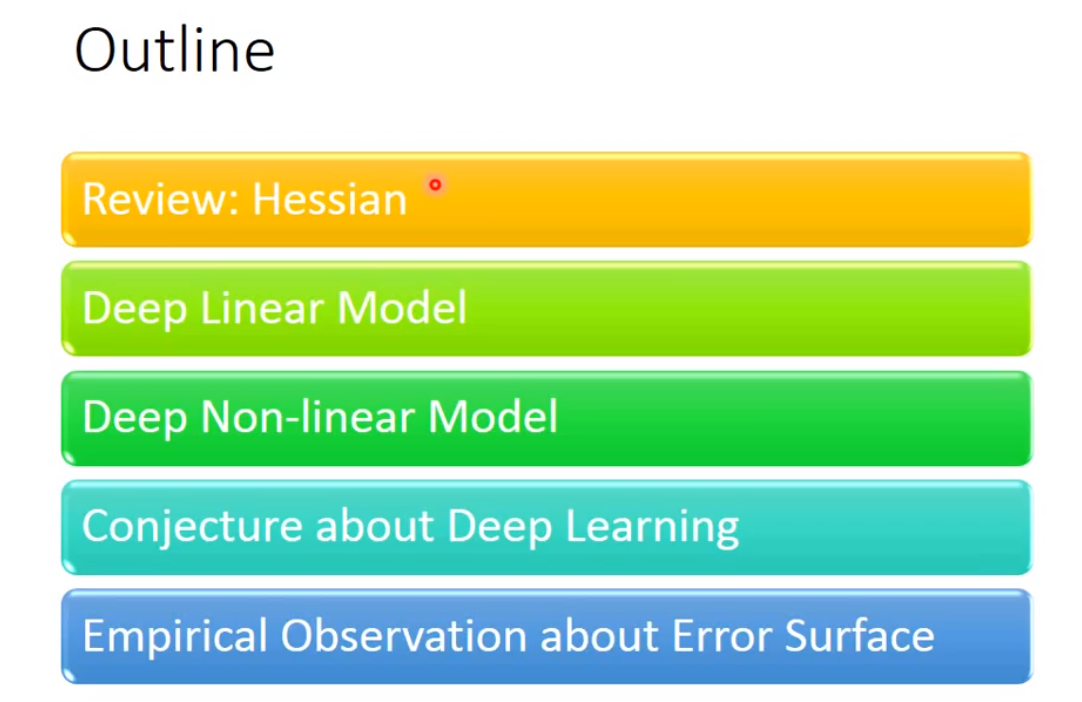 Outline
Review: Hessian
Deep Linear Model
Deep Non-linear Model
Conjecture about Deep Learning
Empirical Observation about Error Surface